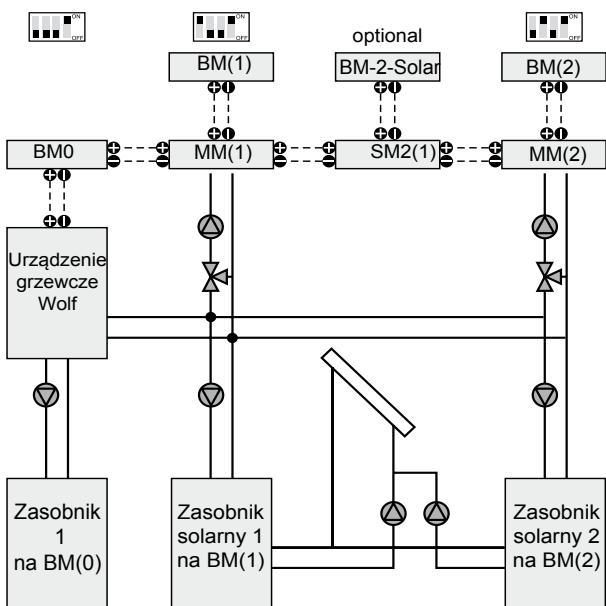 ON
OFF
ON
OFF
ON
OFF
optional
BM(1)
BM-2-Solar
BM(2)
BM0
MM(1)
SM2(1)
MM(2)
Urządzenie
grzewcze
Wolf
Zasobnik
1
na BM(0)
Zasobnik
solarny 1
na BM(1)
Zasobnik
solarny 2
na BM(2)